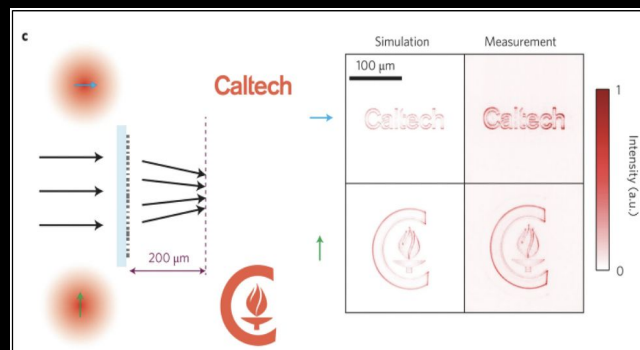 c
Simulation
Measurement
Caltech
100 µm
Caltech
Caltech
1
Intensity (a.u.)
0
200 µm